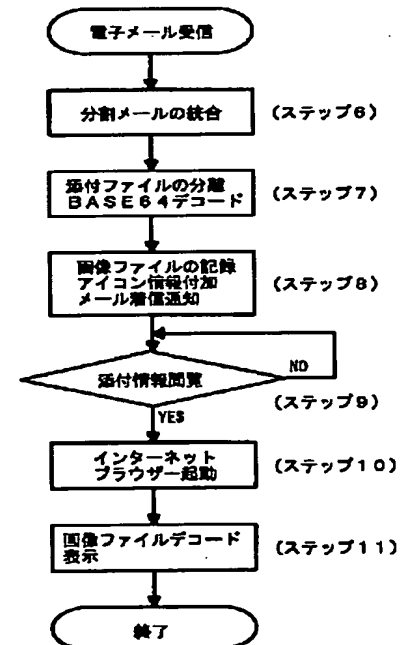 電子メール受信
分割メールの統合 (ステップ6)
添付ファイルの分離 (ステップ7)
BASE64デコード
画像ファイルの記録
アイコン情報付加 (ステップ8)
メール着信通知
添付情報閲覧 NO
(ステップ9)
YES
インターネット (ステップ10)
ブラウザー起動
画像ファイルデコード (ステップ11)
表示
終了